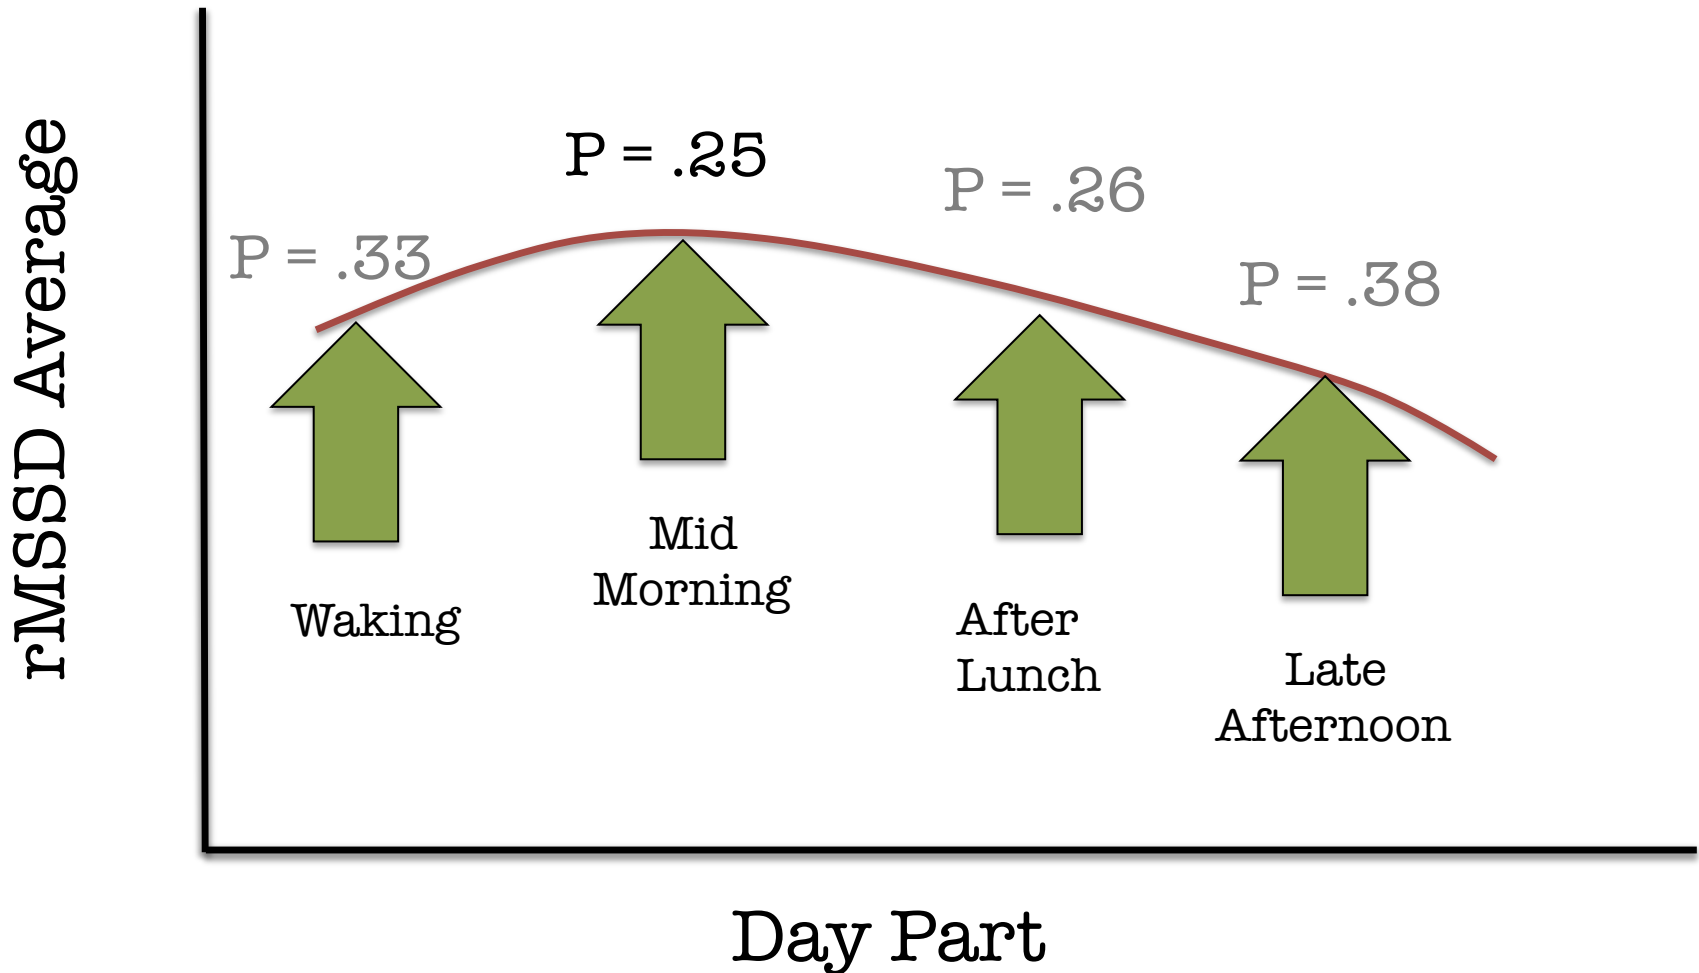 rMSSD Average
P = .33
P = .25
P = .26
P = .38
Waking
Mid
Morning
After
Lunch
Late
Afternoon
Day Part